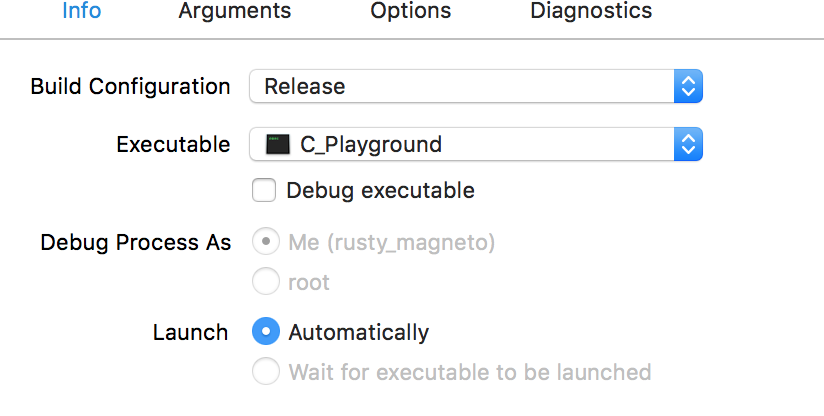 Info Arguments Options Diagnostics
Build Configuration Release
Executable C_Playground
Debug executable
Debug Process As Me (rusty_magneto)
root
Launch Automatically
Wait for executable to be launched